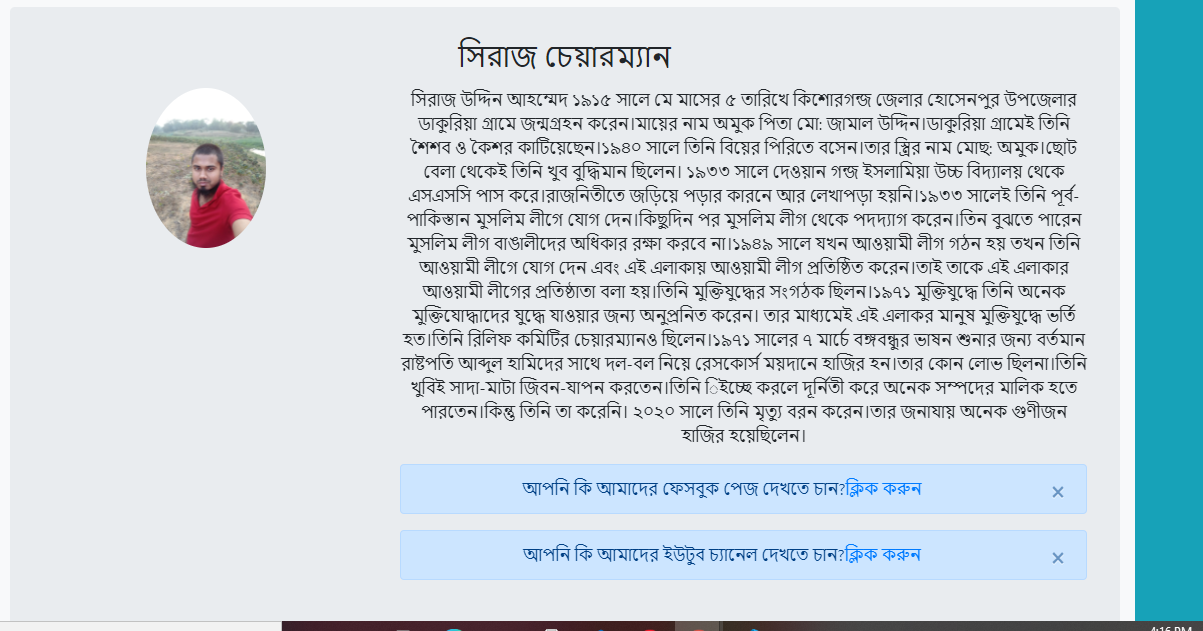 সিরাজ চেয়ারম্যান
সিরাজ উদ্দিন আহম্মেদ ১৯১৫ সালে মে মাসের ৫ তারিখে কিশোরগন্জ জেলার হোসেনপুর উপজেলার
ডাকুরিয়া গ্রামে জন্মগ্রহন করেন।মায়ের নাম অমুক পিতা মো: জামাল উদ্দিন।ডাকুরিয়া গ্রামেই তিনি
শৈশব ও কৈশর কাটিয়েছেন।১৯৪০ সালে তিনি বিয়ের পিরিতে বসেন।তার স্ত্রির নাম মোছ: অমুক।ছোট
বেলা থেকেই তিনি খুব বুদ্ধিমান ছিলেন। ১৯৩৩ সালে দেওয়ান গন্জ ইসলামিয়া উচ্চ বিদ্যালয় থেকে
এসএসসি পাস করে।রাজনিতীতে জড়িয়ে পড়ার কারনে আর লেখাপড়া হয়নি।১৯৩৩ সালেই তিনি পূর্ব-
পাকিস্তান মুসলিম লীগে যোগ দেন।কিছুদিন পর মুসলিম লীগ থেকে পদদ্যাগ করেন।তিন বুঝতে পারেন
মুসলিম লীগ বাঙালীদের অধিকার রক্ষা করবে না।১৯৪৯ সালে যখন আওয়ামী লীগ গঠন হয় তখন তিনি
আওয়ামী লীগে যোগ দেন এবং এই এলাকায় আওয়ামী লীগ প্রতিষ্ঠিত করেন।তাই তাকে এই এলাকার
আওয়ামী লীগের প্রতিষ্ঠাতা বলা হয়।তিনি মুক্তিযুদ্ধের সংগঠক ছিলন।১৯৭১ মুক্তিযুদ্ধে তিনি অনেক
মুক্তিযোদ্ধাদের যুদ্ধে যাওয়ার জন্য অনুপ্রনিত করেন। তার মাধ্যমেই এই এলাকর মানুষ মুক্তিযুদ্ধে ভর্তি
হত।তিনি রিলিফ কমিটির চেয়ারম্যানও ছিলেন।১৯৭১ সালের ৭ মার্চে বঙ্গবন্ধুর ভাষন শুনার জন্য বর্তমান
রাষ্টপতি আব্দুল হামিদের সাথে দল-বল নিয়ে রেসকোর্স ময়দানে হাজির হন।তার কোন লোভ ছিলনা।তিনি
খুবিই সাদা-মাটা জিবন-যাপন করতেন।তিনি িইচ্ছে করলে দূর্নিতী করে অনেক সম্পদের মালিক হতে
পারতেন।কিন্তু তিনি তা করেনি। ২০২০ সালে তিনি মৃত্যু বরন করেন।তার জনাযায় অনেক গুণীজন
হাজির হয়েছিলেন।
আপনি কি আমাদের ফেসবুক পেজ দেখতে চান?ক্লিক করুন ×
আপনি কি আমাদের ইউটুব চ্যানেল দেখতে চান?ক্লিক করুন ×
4:16 PM